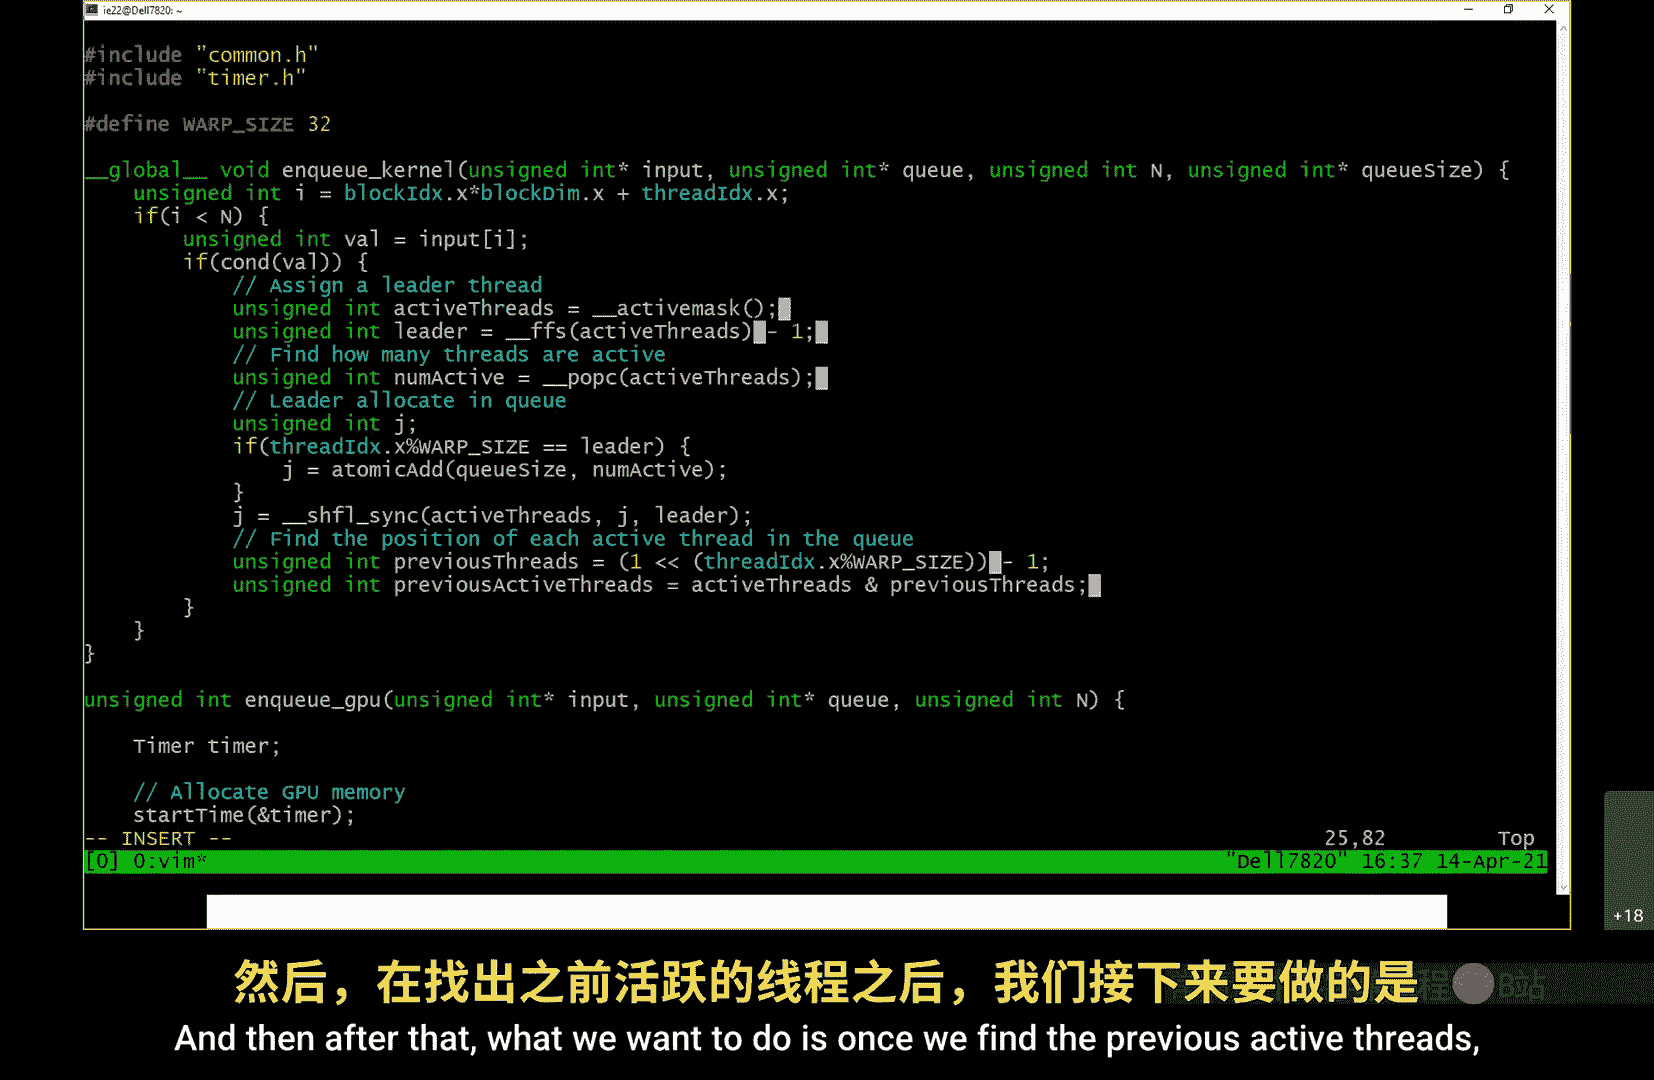 ie22@Dell7820: ~
#include "common.h"
#include "timer.h"
#define WARP_SIZE 32
__global__ void enqueue_kernel(unsigned int* input, unsigned int* queue, unsigned int N, unsigned int* queueSize) {
    unsigned int i = blockIdx.x*blockDim.x + threadIdx.x;
    if(i < N) {
        unsigned int val = input[i];
        if(cond(val)) {
            // Assign a leader thread
            unsigned int activeThreads = __activemask();
            unsigned int leader = __ffs(activeThreads) - 1;
            // Find how many threads are active
            unsigned int numActive = __popc(activeThreads);
            // Leader allocate in queue
            unsigned int j;
            if(threadIdx.x%WARP_SIZE == leader) {
                j = atomicAdd(queueSize, numActive);
            }
            j = __shfl_sync(activeThreads, j, leader);
            // Find the position of each active thread in the queue
            unsigned int previousThreads = (1 << (threadIdx.x%WARP_SIZE)) - 1;
            unsigned int previousActiveThreads = activeThreads & previousThreads;
        }
    }
}
unsigned int enqueue_gpu(unsigned int* input, unsigned int* queue, unsigned int N) {
    Timer timer;
    // Allocate GPU memory
    startTime(&timer);
-- INSERT -- 25,82 Top
[0] 0:vim* "Dell7820" 16:37 14-Apr-21
+18
然后，在找出之前活跃的线程之后，我们接下来要做的是
程 B站
And then after that, what we want to do is once we find the previous active threads,